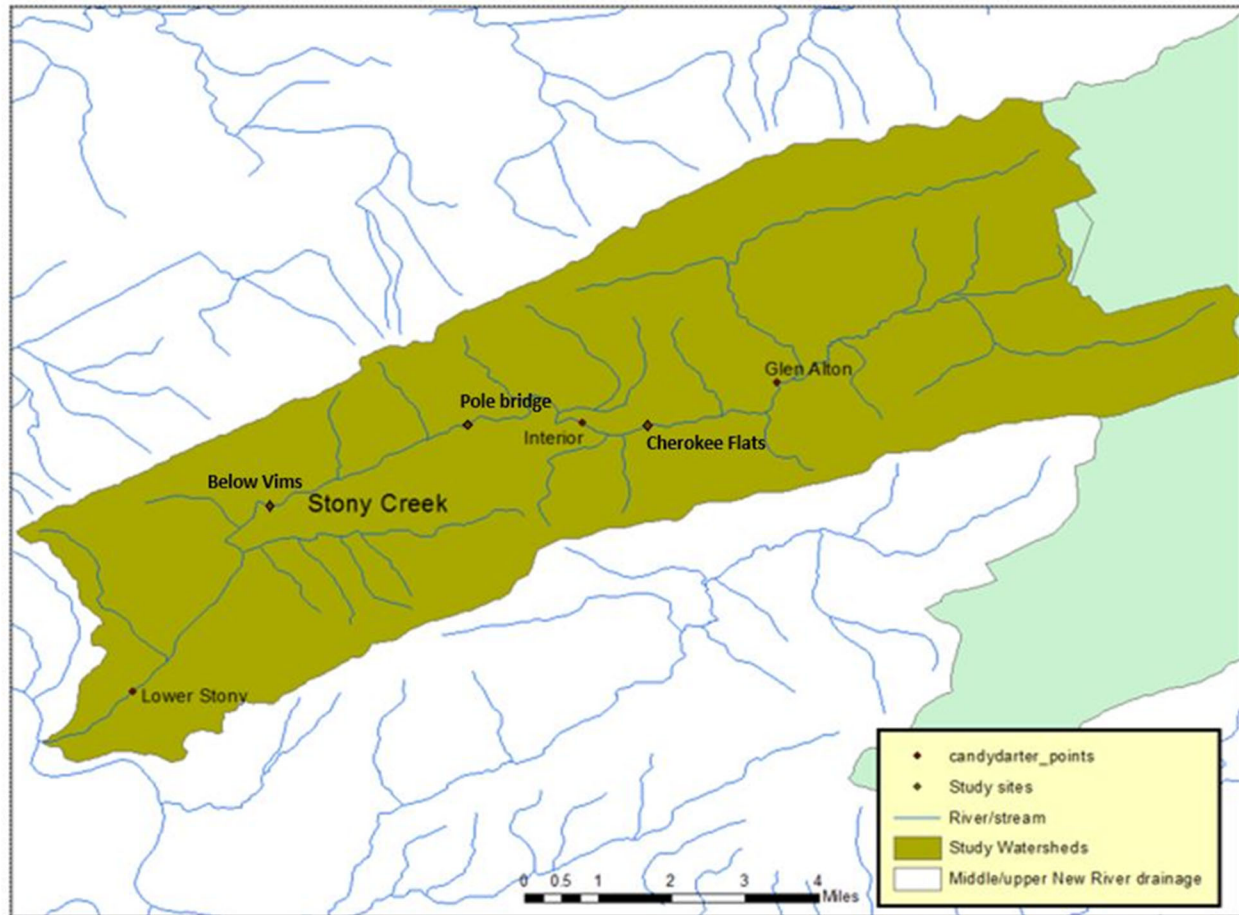 Glen Alton
Pole bridge
Interior
Cherokee Flats
Below Vims
Stony Creek
Lower Stony
candydarter_points
Study sites
River/stream
Study Watersheds
Middle/upper New River drainage
0 0.5 1 2 3 4
Miles